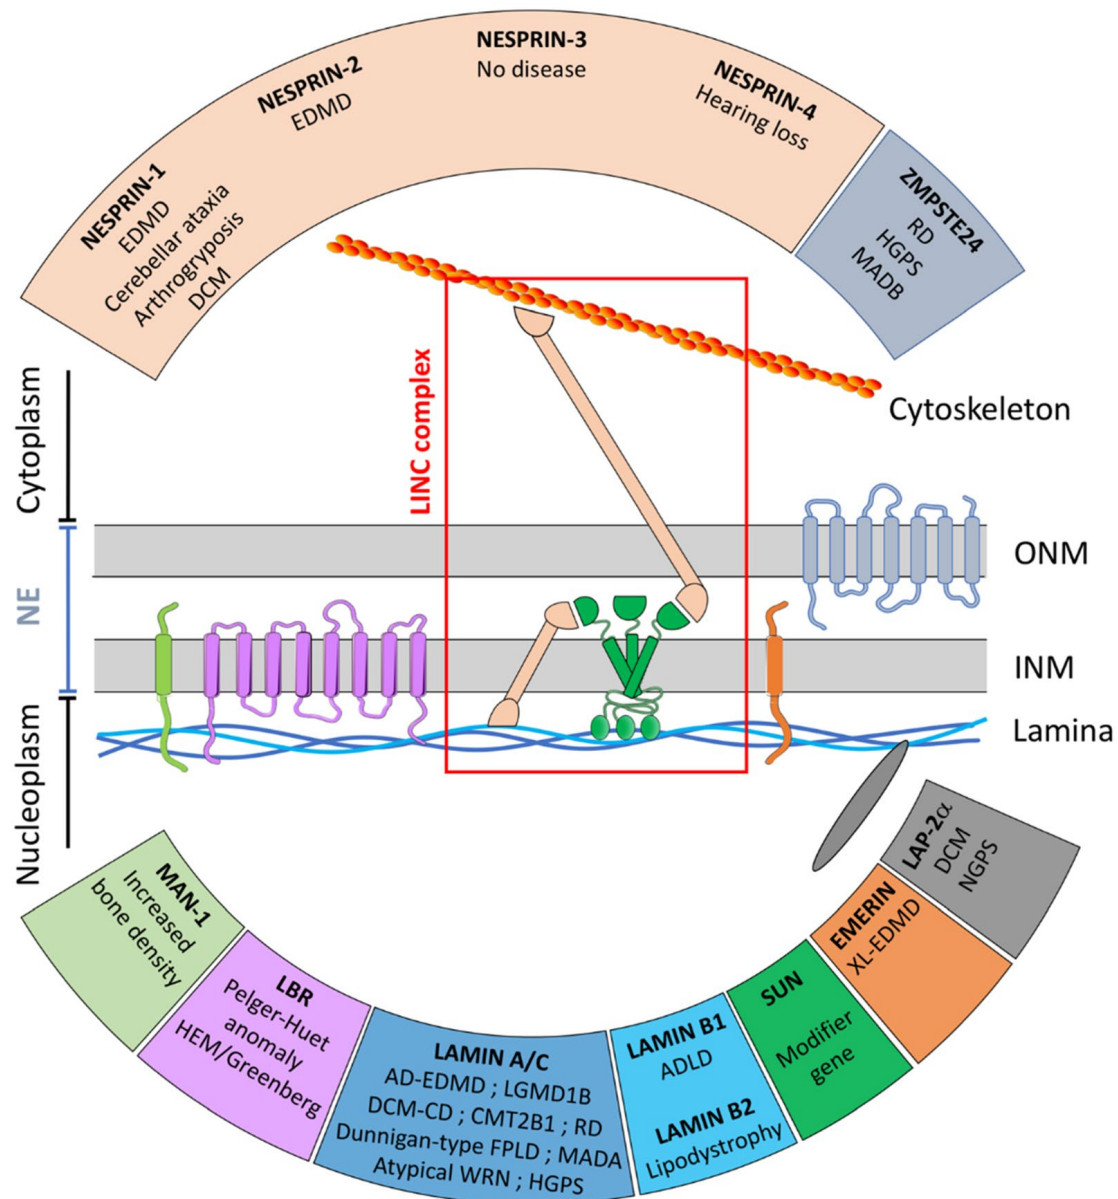 NESPRIN-1
EDMD
Cerebellar ataxia
Arthrogryposis
DCM
NESPRIN-2
EDMD
NESPRIN-3
No disease
NESPRIN-4
Hearing loss
ZMPSTE24
RD
HGPS
MADB
Cytoplasm
NE
Nucleoplasm
LINC complex
Cytoskeleton
ONM
INM
Lamina
MAN-1
Increased
bone density
LBR
Pelger-Huet
anomaly
HEM/Greenberg
LAMIN A/C
AD-EDMD ; LGMD1B
DCM-CD ; CMT2B1 ; RD
Dunnigan-type FPLD ; MADA
Atypical WRN ; HGPS
LAMIN B1
ADLD
LAMIN B2
Lipodystrophy
SUN
Modifier
gene
EMERIN
XL-EDMD
LAP-2α
DCM
NGPS